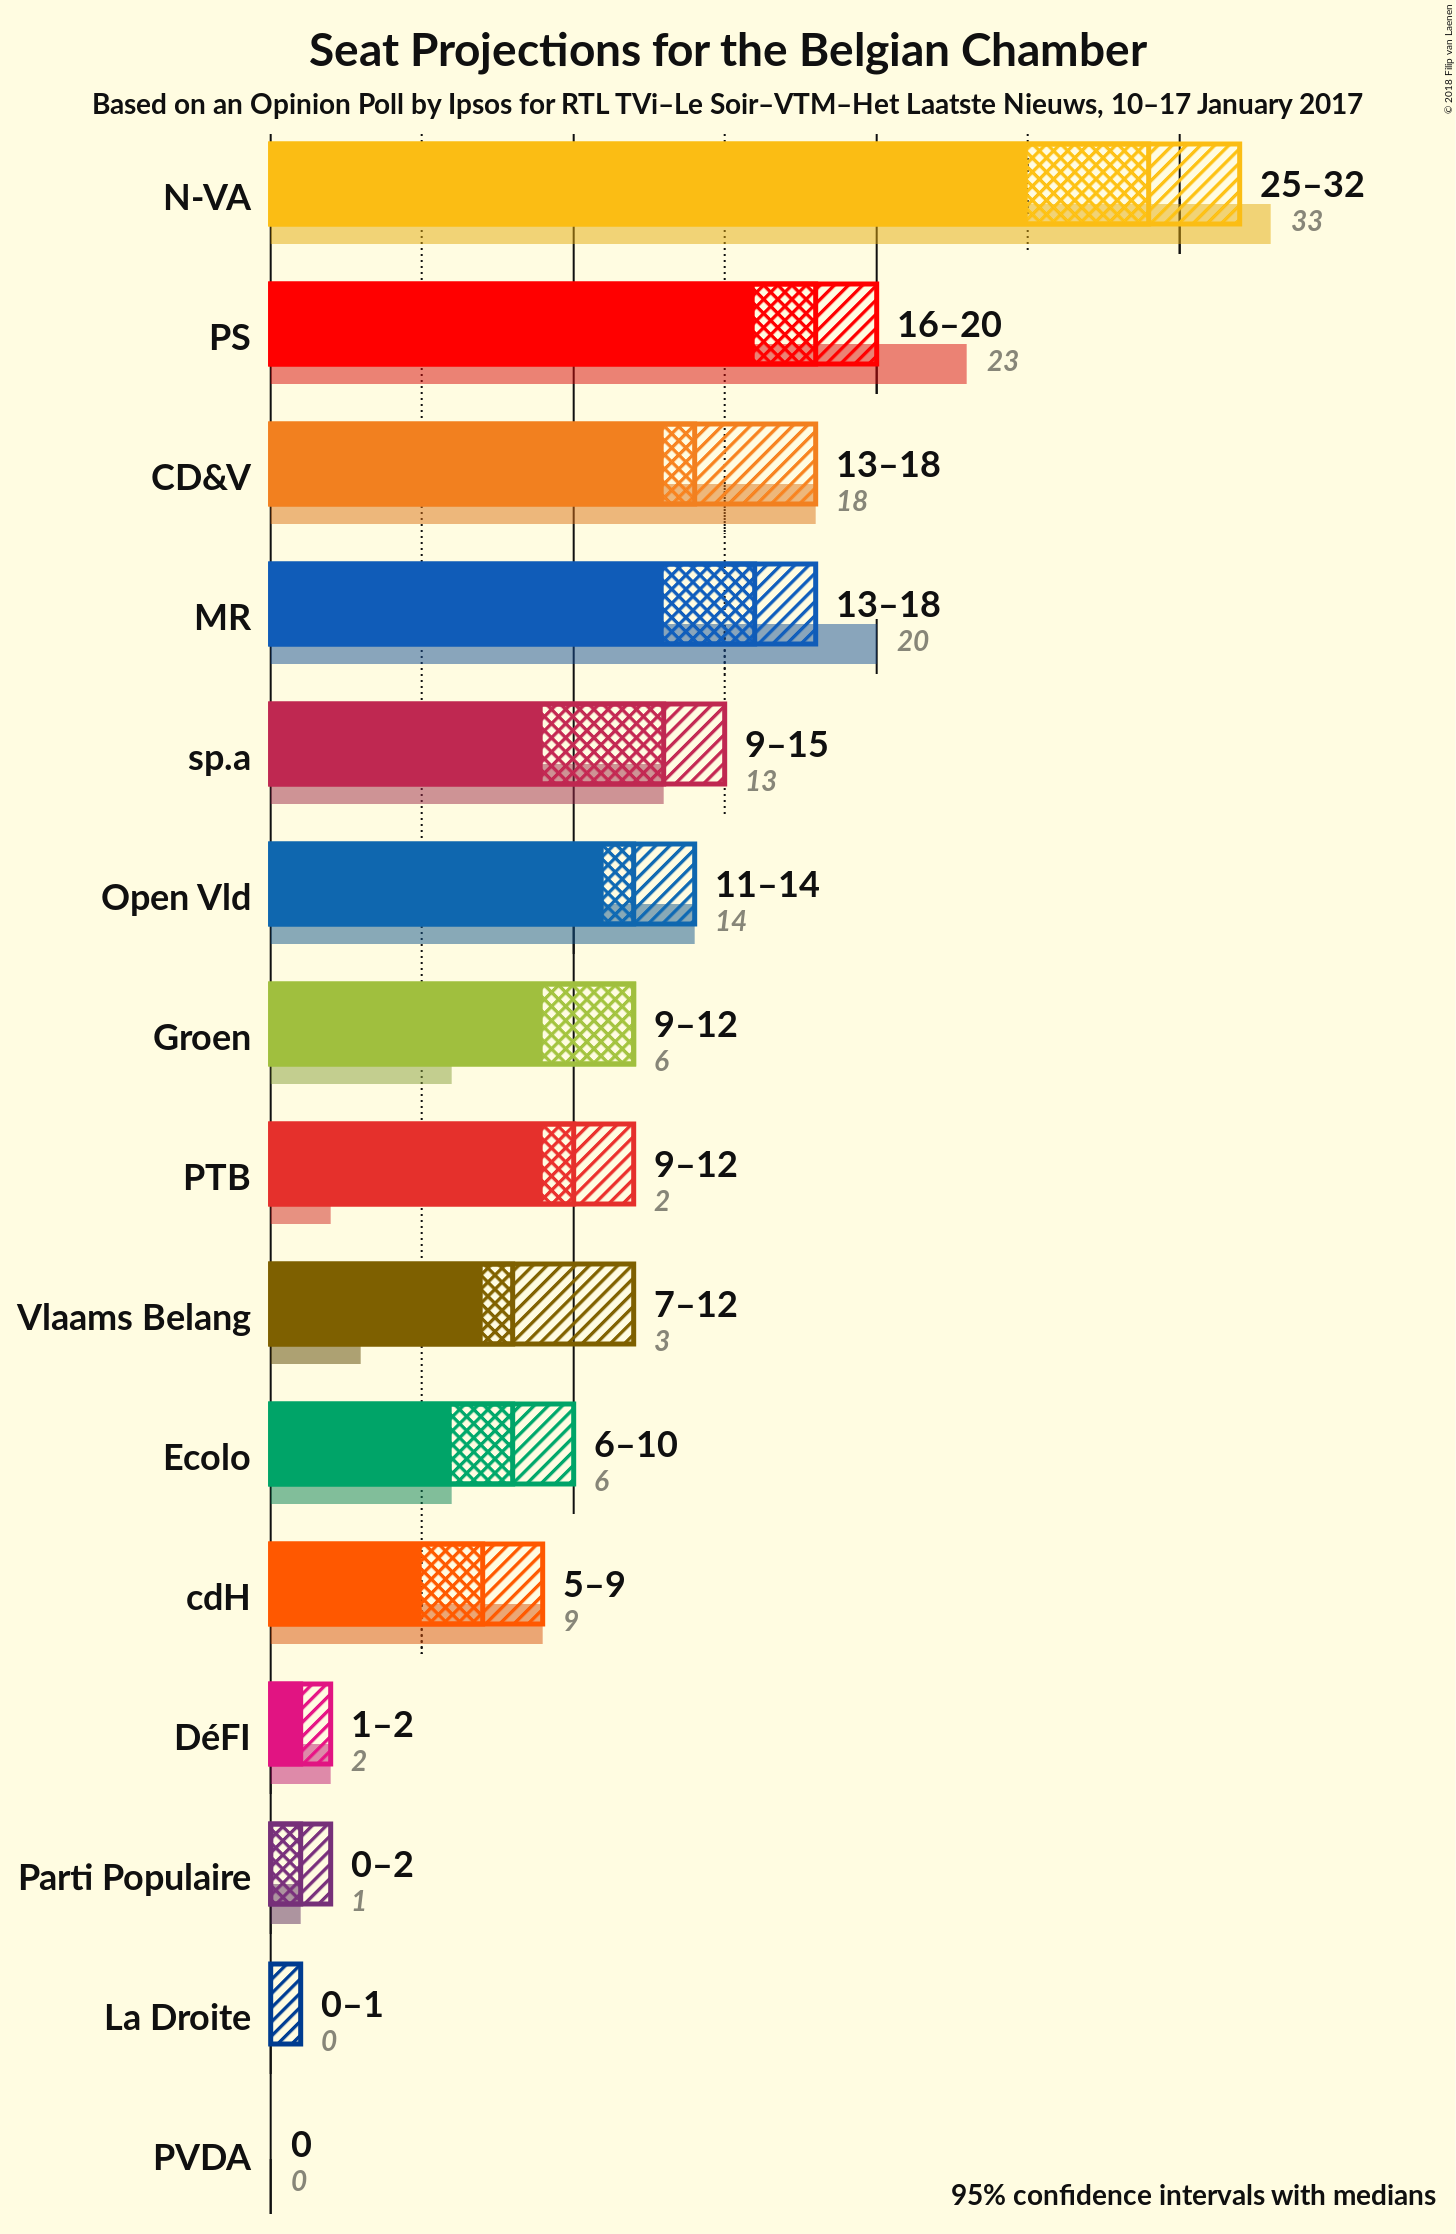 Seat Projections for the Belgian Chamber
Based on an Opinion Poll by Ipsos for RTL TVi–Le Soir–VTM–Het Laatste Nieuws, 10–17 January 2017
© 2018 Filip van Laenen
N-VA
25–32
33
PS
16–20
23
CD&V
13–18
18
MR
13–18
20
sp.a
9–15
13
Open Vld
11–14
14
Groen
9–12
6
PTB
9–12
2
Vlaams Belang
7–12
3
Ecolo
6–10
6
cdH
5–9
9
DéFI
1–2
2
Parti Populaire
0–2
1
La Droite
0–1
0
PVDA
0
0
95% confidence intervals with medians